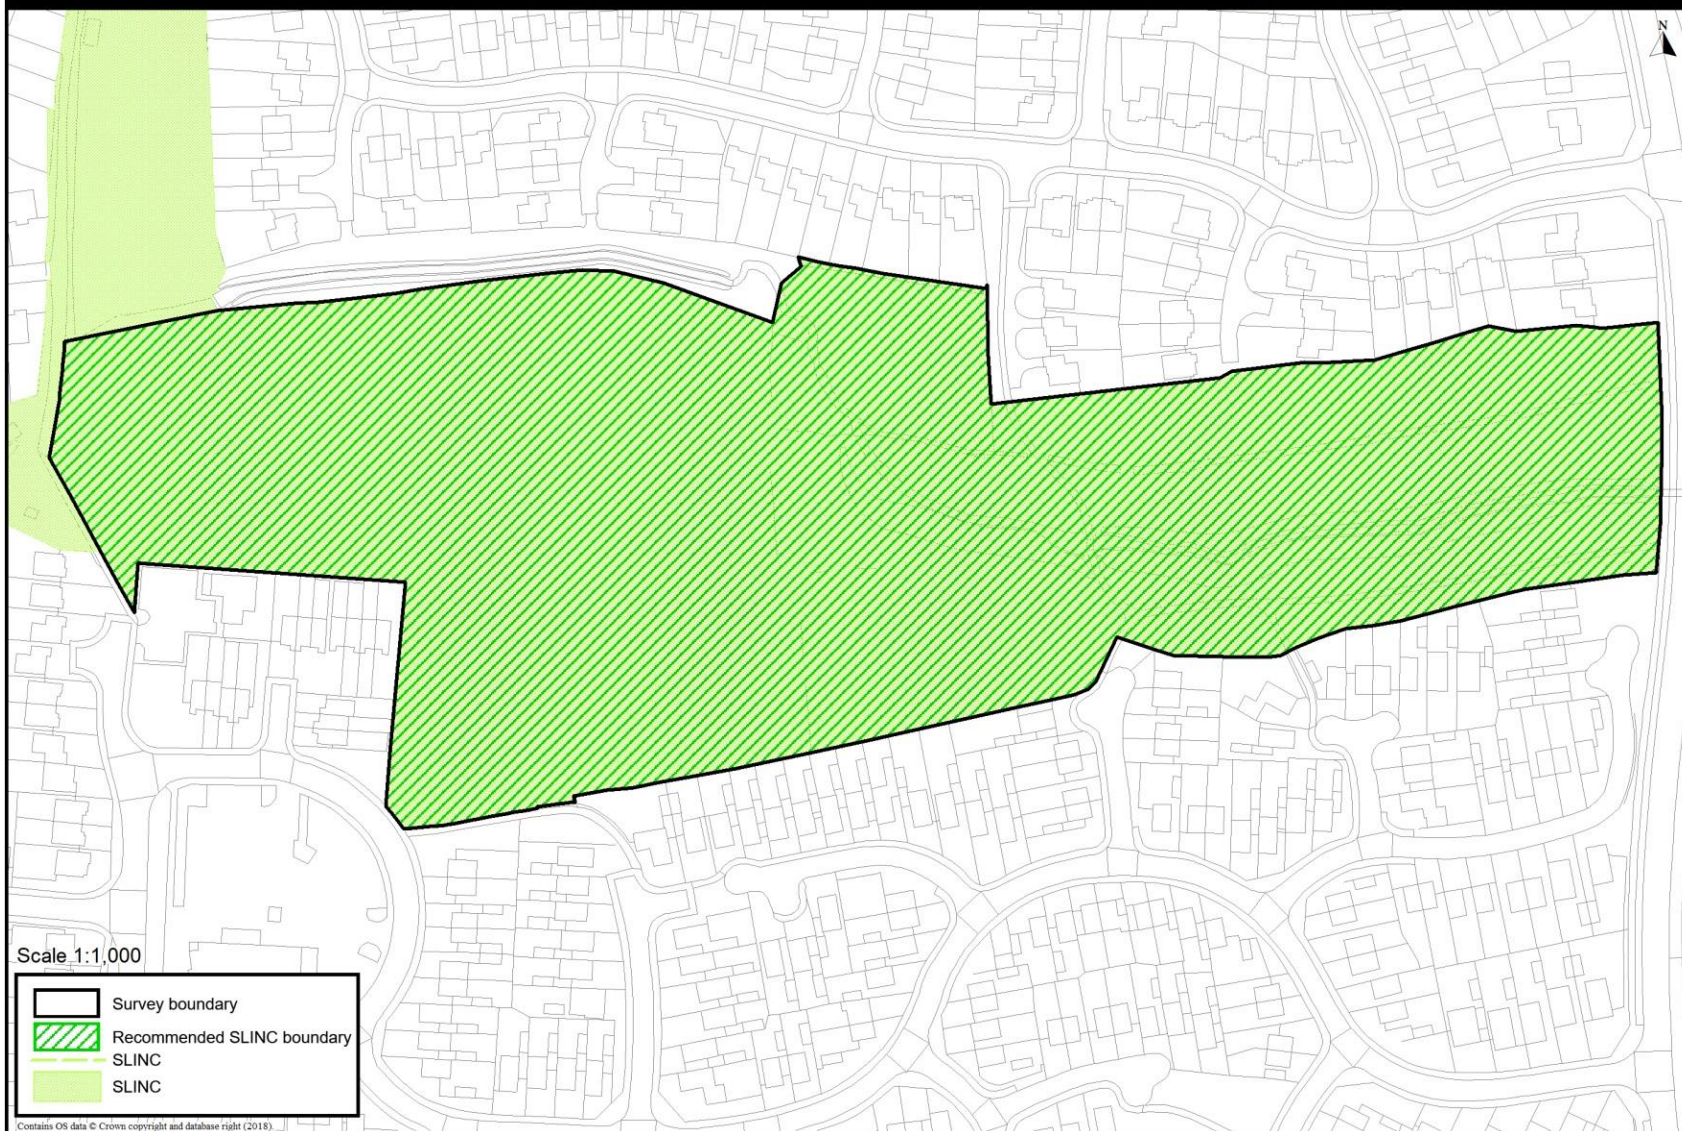 N
Scale 1:1,000
Survey boundary
Recommended SLINC boundary
SLINC
SLINC
Contains OS data © Crown copyright and database right (2018)